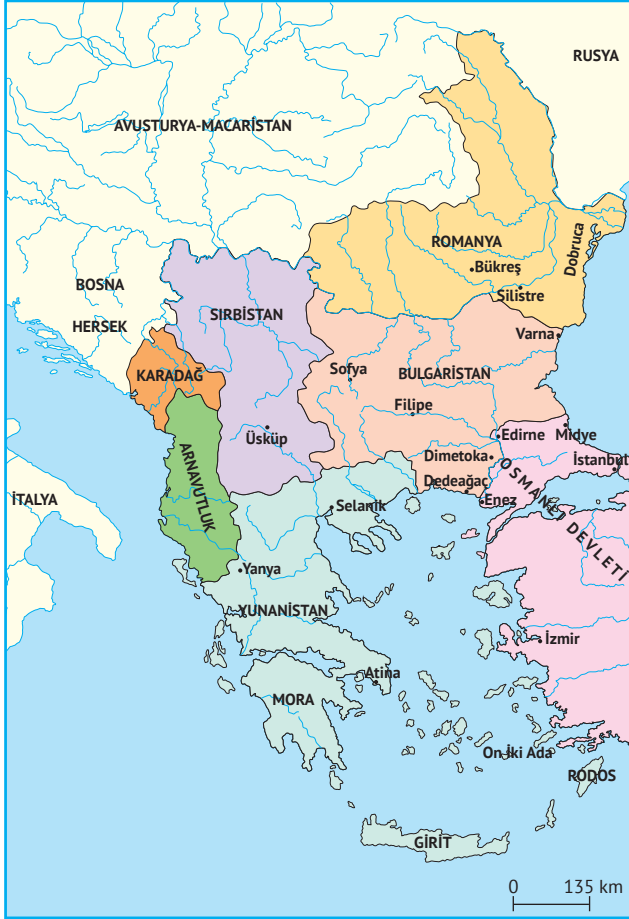 RUSYA
AVUSTURYA-MACARİSTAN
ROMANYA
Dobruca
Bükreş
Silistre
BOSNA
HERSEK
SIRBİSTAN
Varna
KARADAĞ
Sofya
BULGARİSTAN
Filipe
Üsküp
Edirne
Midye
ARNAVUTLUK
Dimetoka
İstanbul
Dedeağaç
OSMANLI DEVLETİ
Enez
İTALYA
Selanik
Yanya
YUNANİSTAN
İzmir
Atina
MORA
On İki Ada
RODOS
GİRİT
0 135 km